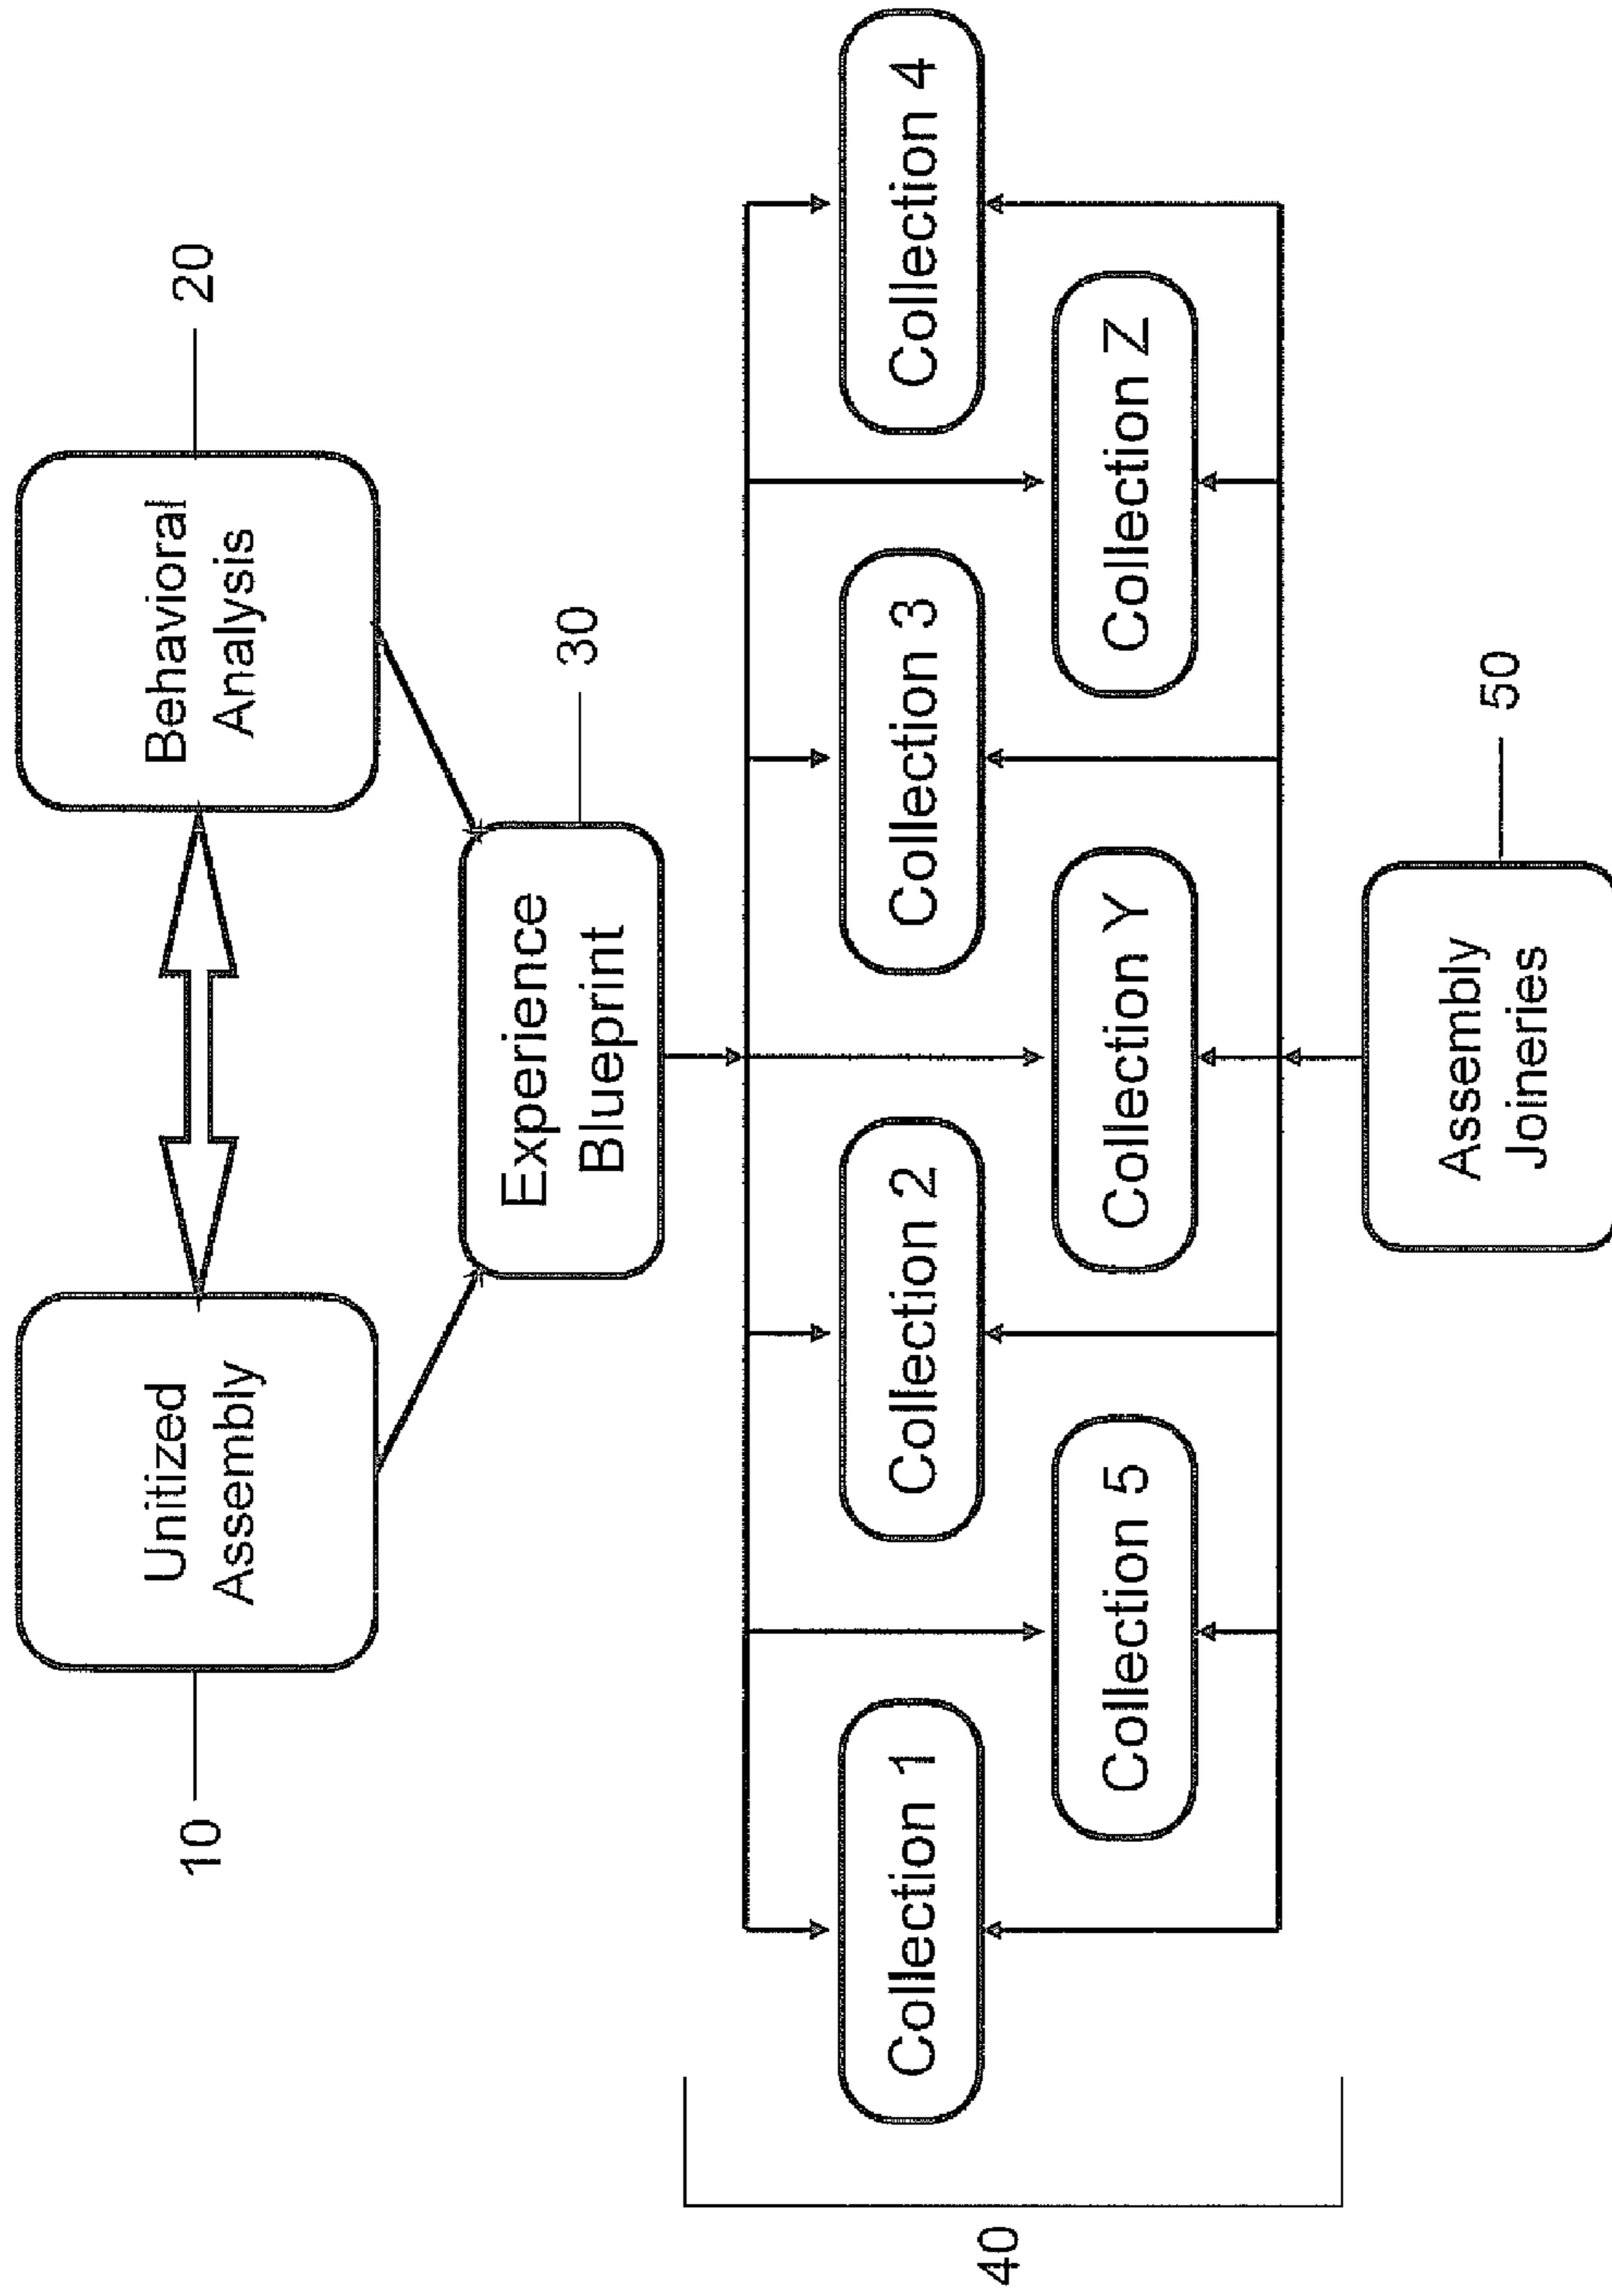 10
Unitized
Assembly
Behavioral
Analysis
20
Experience
Blueprint
30
40
Collection 1
Collection 2
Collection 3
Collection 4
Collection 5
Collection Y
Collection Z
Assembly
Joineries
50